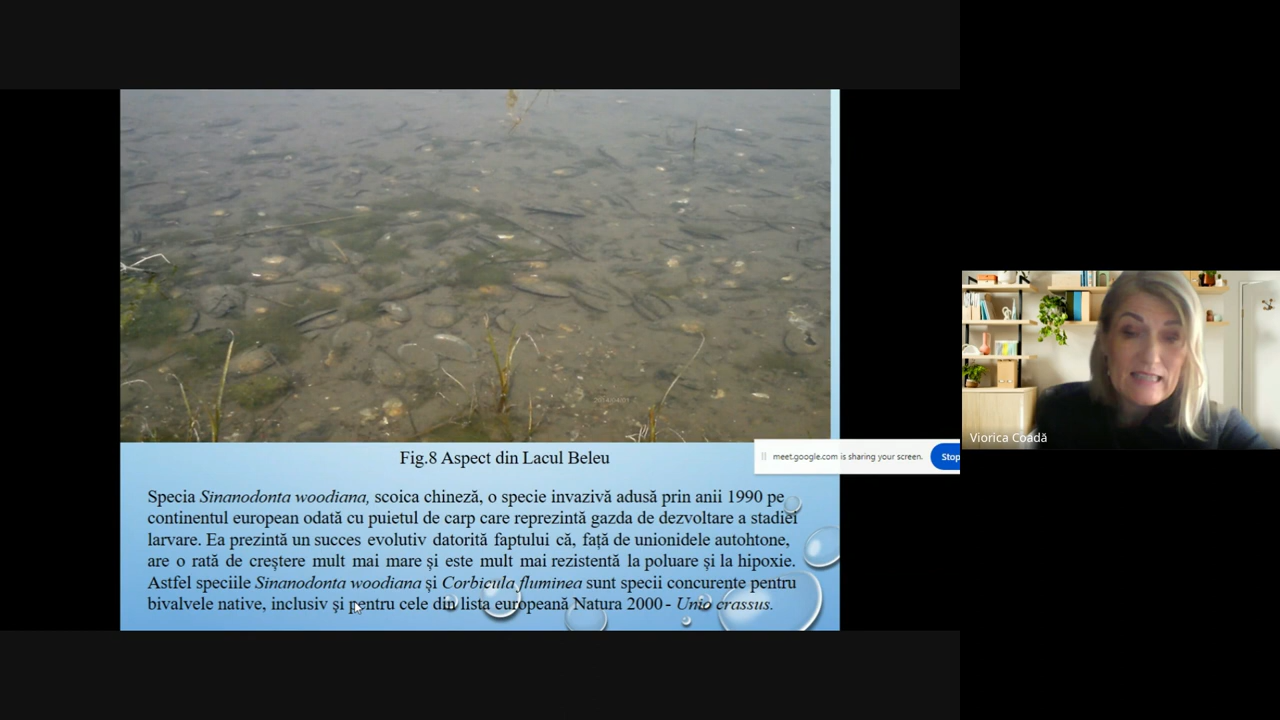 Fig.8 Aspect din Lacul Beleu
meet.google.com is sharing your screen.
Stop
Specia Sinanodonta woodiana, scoica chineză, o specie invazivă adusă prin anii 1990 pe
continentul european odată cu puietul de carp care reprezintă gazda de dezvoltare a stadiei
larvare. Ea prezintă un succes evolutiv datorită faptului că, față de unionidele autohtone,
are o rată de creștere mult mai mare și este mult mai rezistentă la poluare și la hipoxie.
Astfel speciile Sinanodonta woodiana și Corbicula fluminea sunt specii concurente pentru
bivalvele native, inclusiv și pentru cele din lista europeană Natura 2000 - Unio crassus.
Viorica Coadă